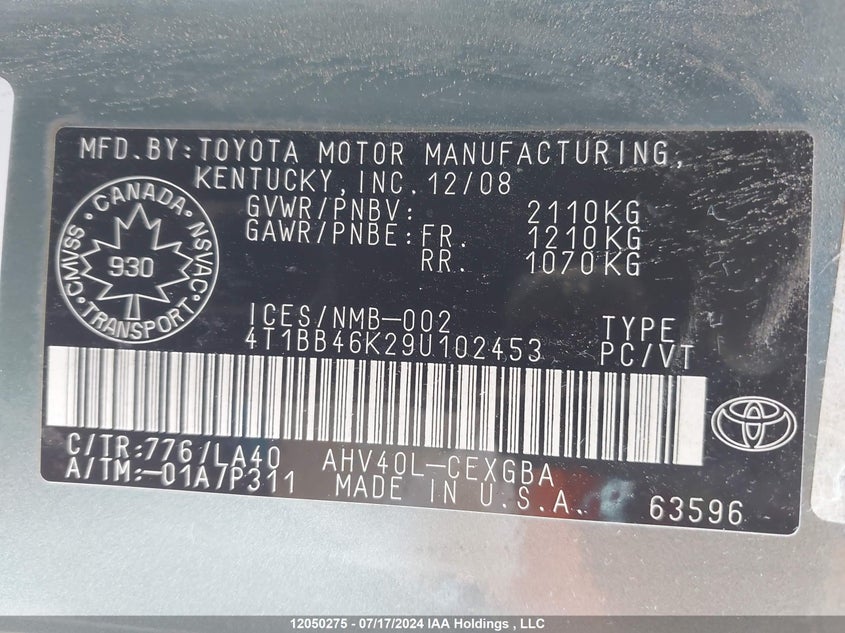 MFD.BY:TOYOTA MOTOR MANUFACTURING,
KENTUCKY,INC.12/08
GVWR/PNBV: 2110KG
GAWR/PNBE:FR. 1210KG
RR. 1070KG
CANADA
CMVSS 930 NSVAC
TRANSPORT
ICES/NMB-002 TYPE
4T1BB46K29U102453 PC/VT
C/TR:776/LA40 AHV40L-CEXGBA
A/TM:-01A7P311 MADE IN U.S.A. 63596
12050275 - 07/17/2024 IAA Holdings , LLC